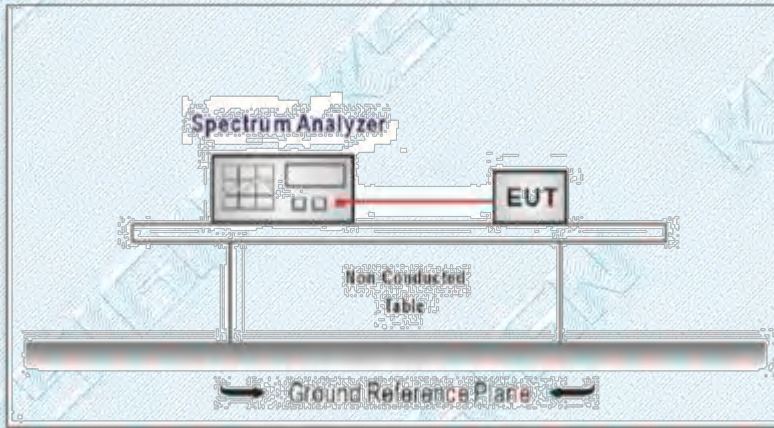 Spectrum Analyzer
EUT
Non-Conducted
Table
Ground Reference Plane